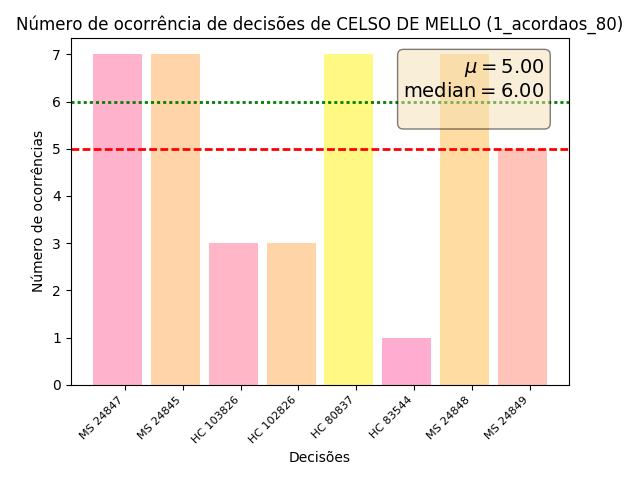 Número de ocorrência de decisões de CELSO DE MELLO (1_acordaos_80)
μ = 5.00
median = 6.00
Número de ocorrências
7
6
5
4
3
2
1
0
MS 24847
MS 24845
HC 103826
HC 102826
HC 80837
HC 83544
MS 24848
MS 24849
Decisões